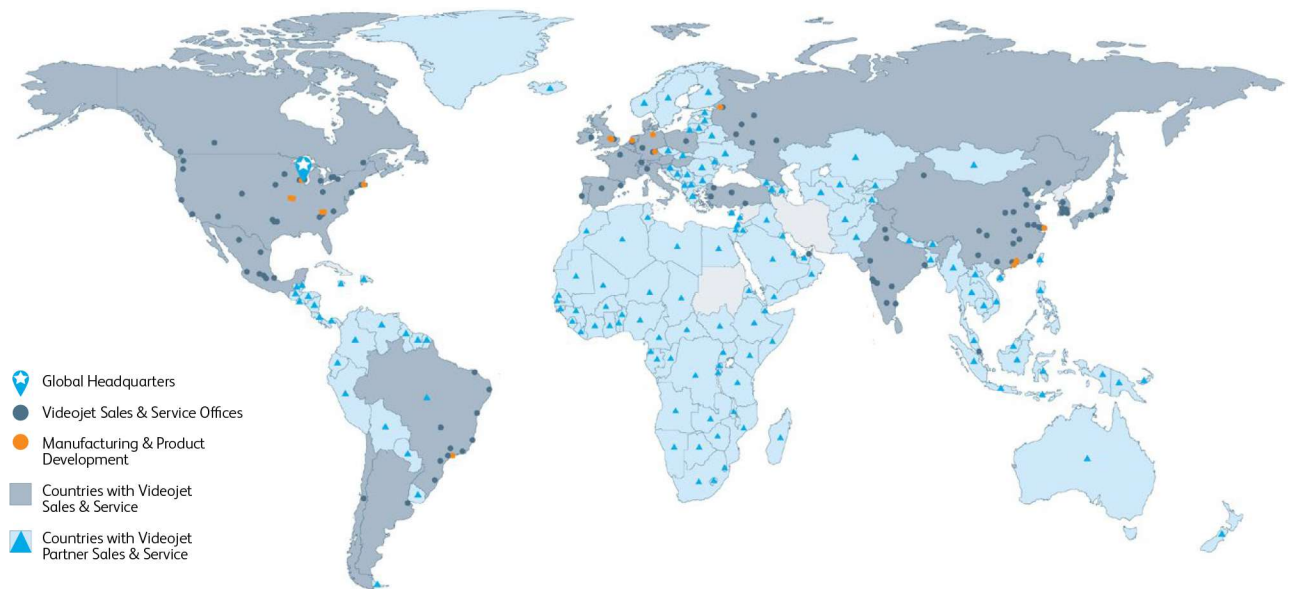 Global Headquarters
Videojet Sales & Service Offices
Manufacturing & Product
Development
Countries with Videojet
Sales & Service
Countries with Videojet
Partner Sales & Service